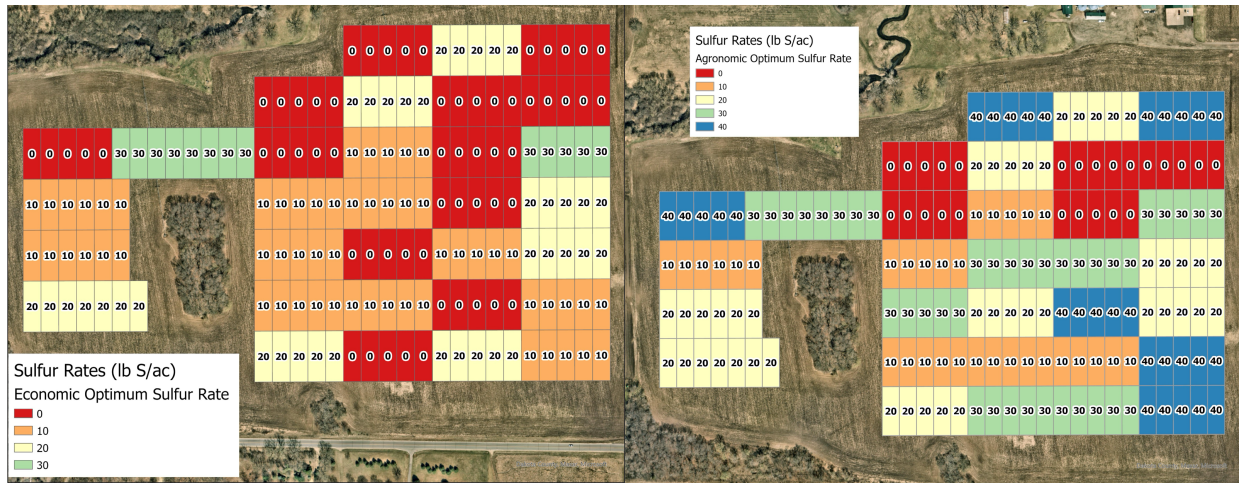 0 0 0 0 0 20 20 20 20 20 0 0 0 0 0
0 0 0 0 0 20 20 20 20 20 0 0 0 0 0 0 0 0 0 0
0 0 0 0 0 30 30 30 30 30 30 30 30 0 0 0 0 0 10 10 10 10 10 0 0 0 0 0 30 30 30 30 30
10 10 10 10 10 10 10 10 10 10 10 10 10 10 10 10 0 0 0 0 0 20 20 20 20 20
10 10 10 10 10 10 10 10 10 10 10 0 0 0 0 0 10 10 10 10 10 20 20 20 20 20
20 20 20 20 20 20 20 10 10 10 10 10 10 10 10 10 10 0 0 0 0 0 10 10 10 10 10
20 20 20 20 20 0 0 0 0 0 20 20 20 20 20 10 10 10 10 10
Sulfur Rates (lb S/ac)
Economic Optimum Sulfur Rate
0
10
20
30
Sulfur Rates (lb S/ac)
Agronomic Optimum Sulfur Rate
0
10
20
30
40
40 40 40 40 40 20 20 20 20 20 40 40 40 40 40
0 0 0 0 0 20 20 20 20 20 0 0 0 0 0 0 0 0 0 0
40 40 40 40 40 30 30 30 30 30 30 30 30 0 0 0 0 0 10 10 10 10 10 0 0 0 0 0 30 30 30 30 30
10 10 10 10 10 10 10 10 10 10 10 30 30 30 30 30 30 30 30 30 30 20 20 20 20 20
20 20 20 20 20 20 30 30 30 30 30 20 20 20 20 20 40 40 40 40 40 20 20 20 20 20
20 20 20 20 20 20 20 10 10 10 10 10 10 10 10 10 10 10 10 10 10 10 40 40 40 40 40
20 20 20 20 20 30 30 30 30 30 30 30 30 30 30 40 40 40 40 40